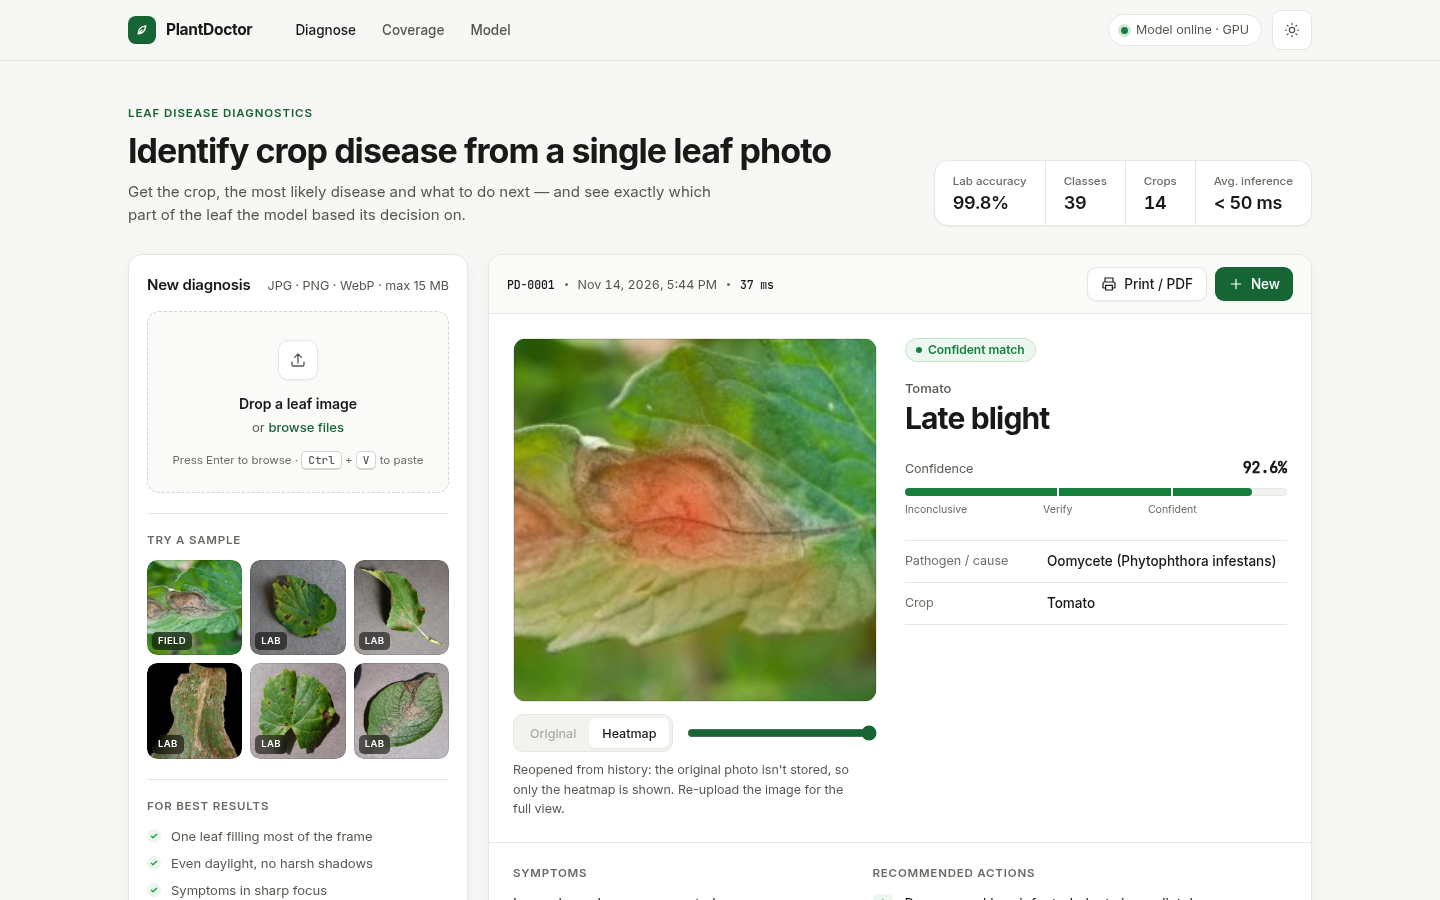 PlantDoctor
Diagnose
Coverage
Model
Model online · GPU
LEAF DISEASE DIAGNOSTICS
Identify crop disease from a single leaf photo
Get the crop, the most likely disease and what to do next — and see exactly which
part of the leaf the model based its decision on.
Lab accuracy
99.8%
Classes
39
Crops
14
Avg. inference
< 50 ms
New diagnosis
JPG · PNG · WebP · max 15 MB
Drop a leaf image
or browse files
Press Enter to browse · Ctrl + V to paste
TRY A SAMPLE
FIELD
LAB
LAB
LAB
LAB
LAB
FOR BEST RESULTS
One leaf filling most of the frame
Even daylight, no harsh shadows
Symptoms in sharp focus
PD-0001 • Nov 14, 2026, 5:44 PM • 37 ms
Print / PDF
New
Original
Heatmap
Reopened from history: the original photo isn't stored, so
only the heatmap is shown. Re-upload the image for the
full view.
Confident match
Tomato
Late blight
Confidence
92.6%
Inconclusive
Verify
Confident
Pathogen / cause
Oomycete (Phytophthora infestans)
Crop
Tomato
SYMPTOMS
RECOMMENDED ACTIONS